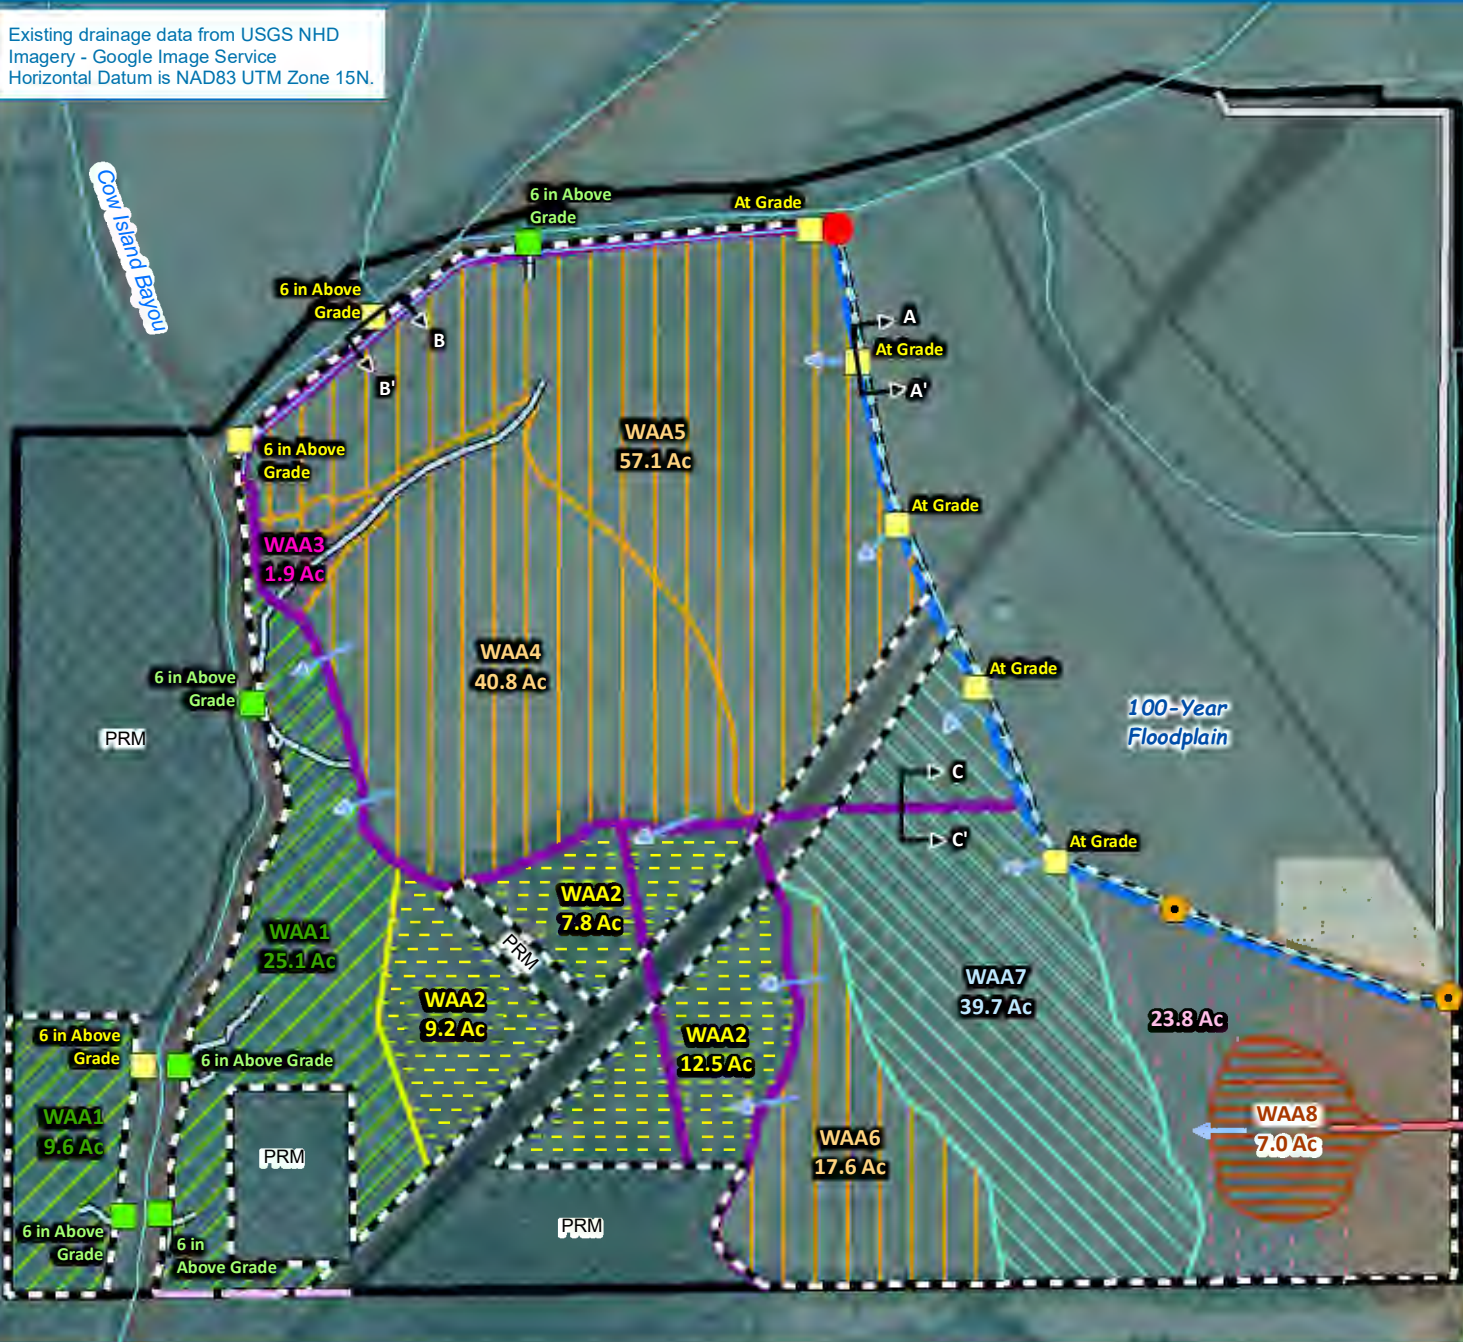 Existing drainage data from USGS NHD
Imagery - Google Image Service
Horizontal Datum is NAD83 UTM Zone 15N.
Cow Island Bayou
6 in Above
Grade
At Grade
6 in Above
Grade
A
B
At Grade
B'
A'
6 in Above
Grade
WAA5
57.1 Ac
At Grade
WAA3
1.9 Ac
WAA4
40.8 Ac
At Grade
6 in Above
Grade
100-Year
Floodplain
PRM
C
C'
At Grade
WAA2
7.8 Ac
WAA1
25.1 Ac
PRM
WAA2
9.2 Ac
WAA7
39.7 Ac
23.8 Ac
6 in Above
Grade
6 in Above Grade
WAA2
12.5 Ac
WAA1
9.6 Ac
PRM
WAA6
17.6 Ac
WAA8
7.0 Ac
PRM
6 in Above
Grade
6 in
Above Grade